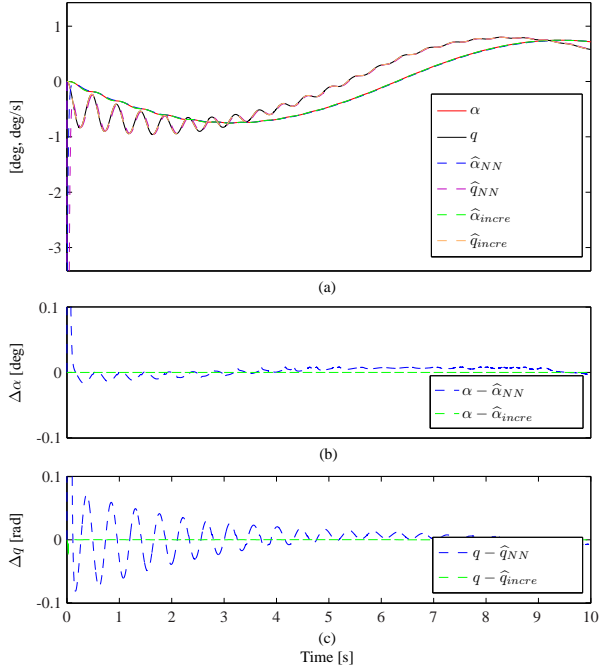 [deg, deg/s]
1
0
-1
-2
-3
α
q
α̂_NN
q̂_NN
α̂_incre
q̂_incre
(a)
Δα [deg]
0.1
0
-0.1
α − α̂_NN
α − α̂_incre
(b)
Δq [rad]
0.1
0
-0.1
q − q̂_NN
q − q̂_incre
0 1 2 3 4 5 6 7 8 9 10
(c)
Time [s]